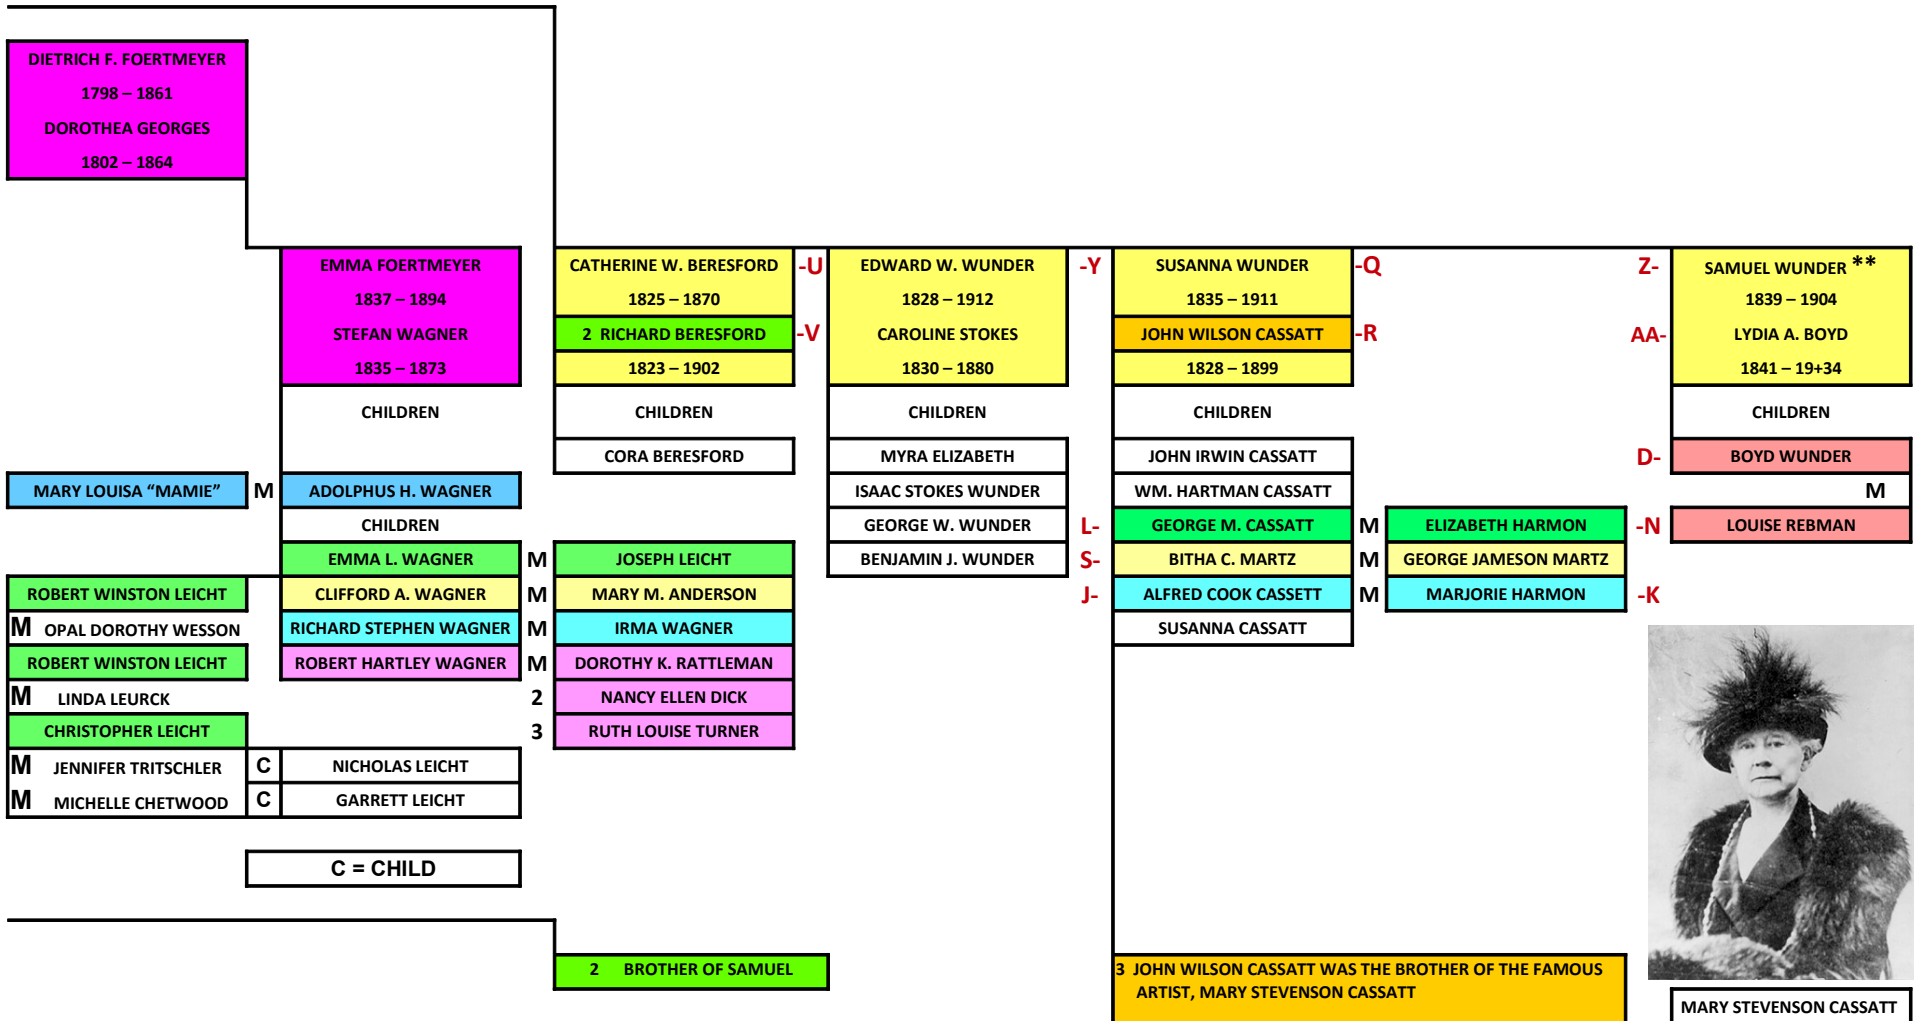 DIETRICH F. FOERTMEYER
1798 – 1861
DOROTHEA GEORGES
1802 – 1864
EMMA FOERTMEYER
1837 – 1894
STEFAN WAGNER
1835 – 1873
CHILDREN
MARY LOUISA “MAMIE” M ADOLPHUS H. WAGNER
CHILDREN
EMMA L. WAGNER M JOSEPH LEICHT
CLIFFORD A. WAGNER M MARY M. ANDERSON
RICHARD STEPHEN WAGNER M IRMA WAGNER
ROBERT HARTLEY WAGNER M DOROTHY K. RATTLEMAN
2 NANCY ELLEN DICK
3 RUTH LOUISE TURNER
ROBERT WINSTON LEICHT
M OPAL DOROTHY WESSON
ROBERT WINSTON LEICHT
M LINDA LEURCK
CHRISTOPHER LEICHT
M JENNIFER TRITSCHLER C NICHOLAS LEICHT
M MICHELLE CHETWOOD C GARRETT LEICHT
C = CHILD
CATHERINE W. BERESFORD -U
1825 – 1870
2 RICHARD BERESFORD -V
1823 – 1902
CHILDREN
CORA BERESFORD
EDWARD W. WUNDER -Y
1828 – 1912
CAROLINE STOKES
1830 – 1880
CHILDREN
MYRA ELIZABETH
ISAAC STOKES WUNDER
GEORGE W. WUNDER
BENJAMIN J. WUNDER
SUSANNA WUNDER -Q
1835 – 1911
JOHN WILSON CASSATT -R
1828 – 1899
CHILDREN
JOHN IRWIN CASSATT
WM. HARTMAN CASSATT
L- GEORGE M. CASSATT M ELIZABETH HARMON -N
S- BITHA C. MARTZ M GEORGE JAMESON MARTZ
J- ALFRED COOK CASSETT M MARJORIE HARMON -K
SUSANNA CASSATT
Z- SAMUEL WUNDER **
1839 – 1904
AA- LYDIA A. BOYD
1841 – 19+34
CHILDREN
D- BOYD WUNDER
M
LOUISE REBMAN
2 BROTHER OF SAMUEL
3 JOHN WILSON CASSATT WAS THE BROTHER OF THE FAMOUS
ARTIST, MARY STEVENSON CASSATT
MARY STEVENSON CASSATT